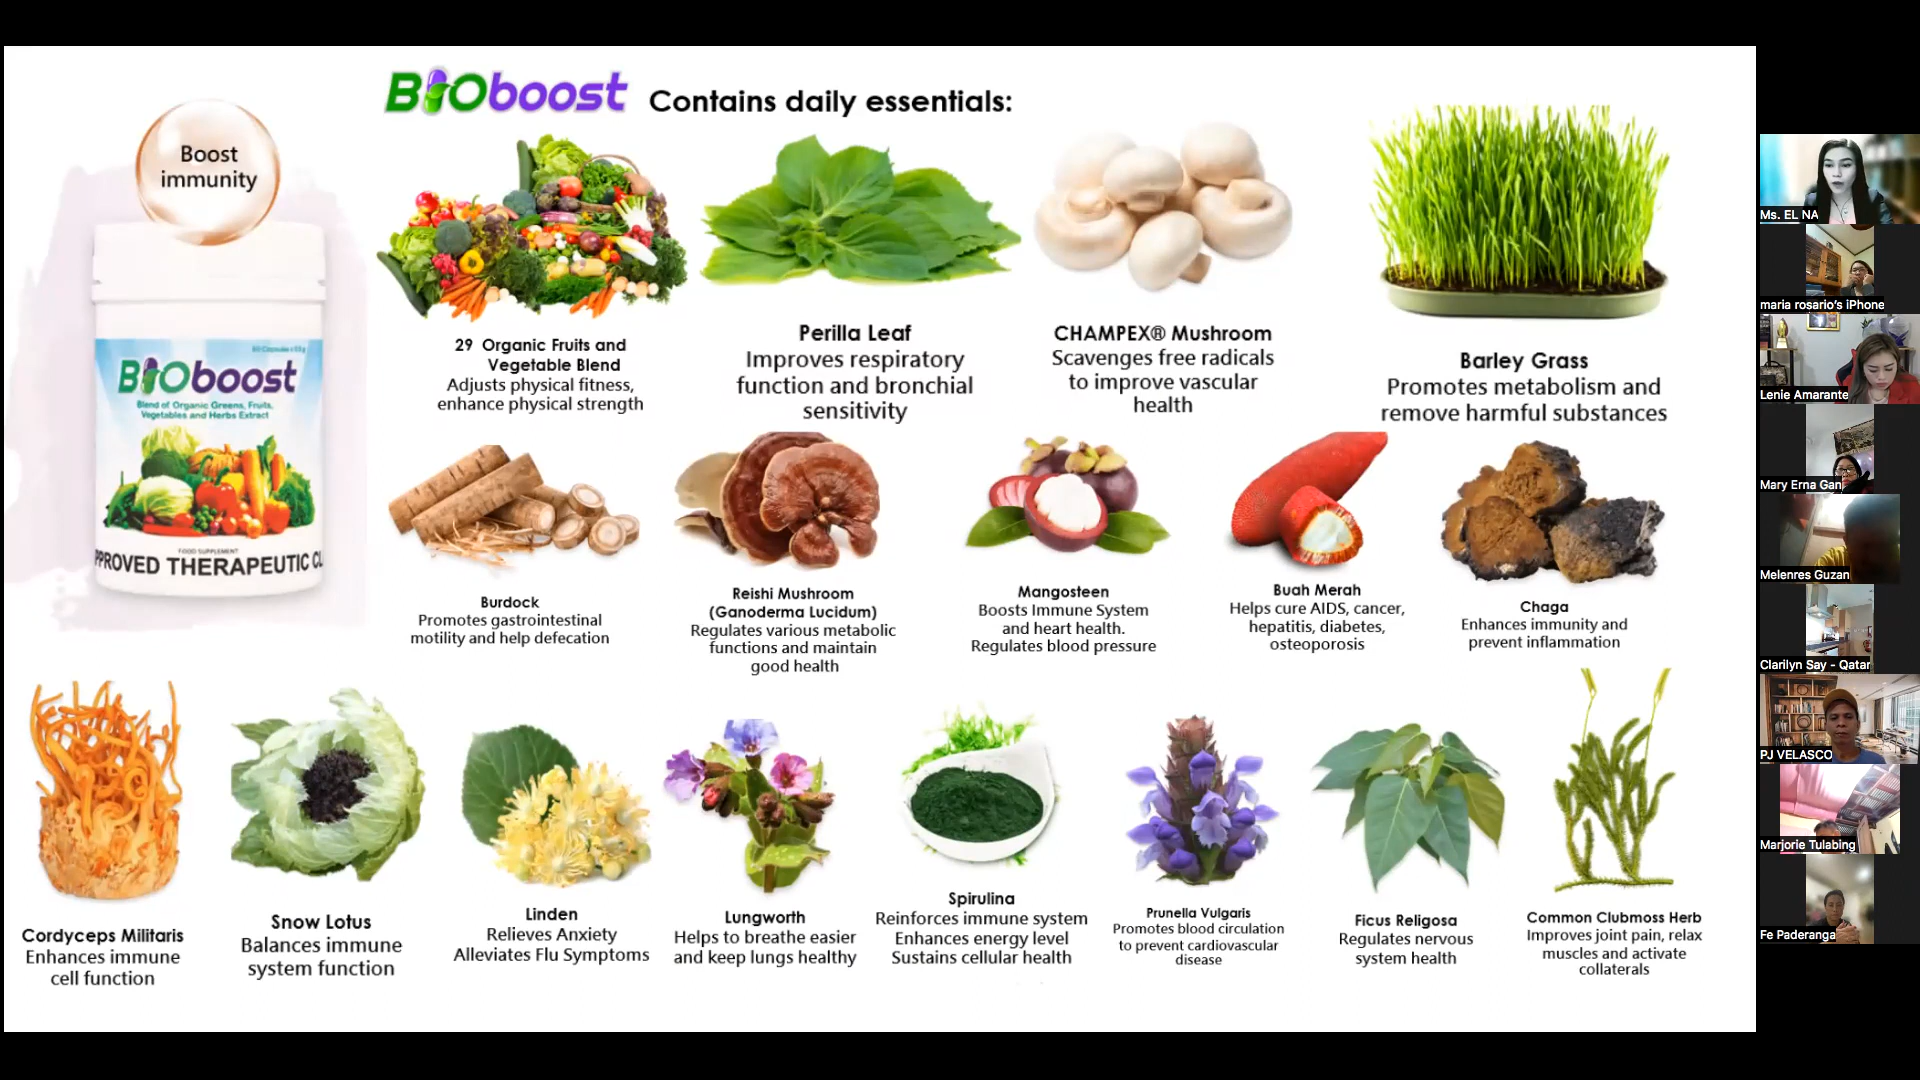 BIOboost Contains daily essentials:
Boost
immunity
BIOboost
Blend of Organic Greens, Fruits,
Vegetables and Herbs Extract
FOOD SUPPLEMENT
PPROVED THERAPEUTIC CL
29 Organic Fruits and
Vegetable Blend
Adjusts physical fitness,
enhance physical strength
Perilla Leaf
Improves respiratory
function and bronchial
sensitivity
CHAMPEX® Mushroom
Scavenges free radicals
to improve vascular
health
Barley Grass
Promotes metabolism and
remove harmful substances
Burdock
Promotes gastrointestinal
motility and help defecation
Reishi Mushroom
(Ganoderma Lucidum)
Regulates various metabolic
functions and maintain
good health
Mangosteen
Boosts Immune System
and heart health.
Regulates blood pressure
Buah Merah
Helps cure AIDS, cancer,
hepatitis, diabetes,
osteoporosis
Chaga
Enhances immunity and
prevent inflammation
Cordyceps Militaris
Enhances immune
cell function
Snow Lotus
Balances immune
system function
Linden
Relieves Anxiety
Alleviates Flu Symptoms
Lungworth
Helps to breathe easier
and keep lungs healthy
Spirulina
Reinforces immune system
Enhances energy level
Sustains cellular health
Prunella Vulgaris
Promotes blood circulation
to prevent cardiovascular
disease
Ficus Religosa
Regulates nervous
system health
Common Clubmoss Herb
Improves joint pain, relax
muscles and activate
collaterals
Ms. EL NA
maria rosario's iPhone
Lenie Amarante
Mary Erna Gan
Melenres Guzan
Clarilyn Say - Qatar
PJ VELASCO
Marjorie Tulabing
Fe Paderanga